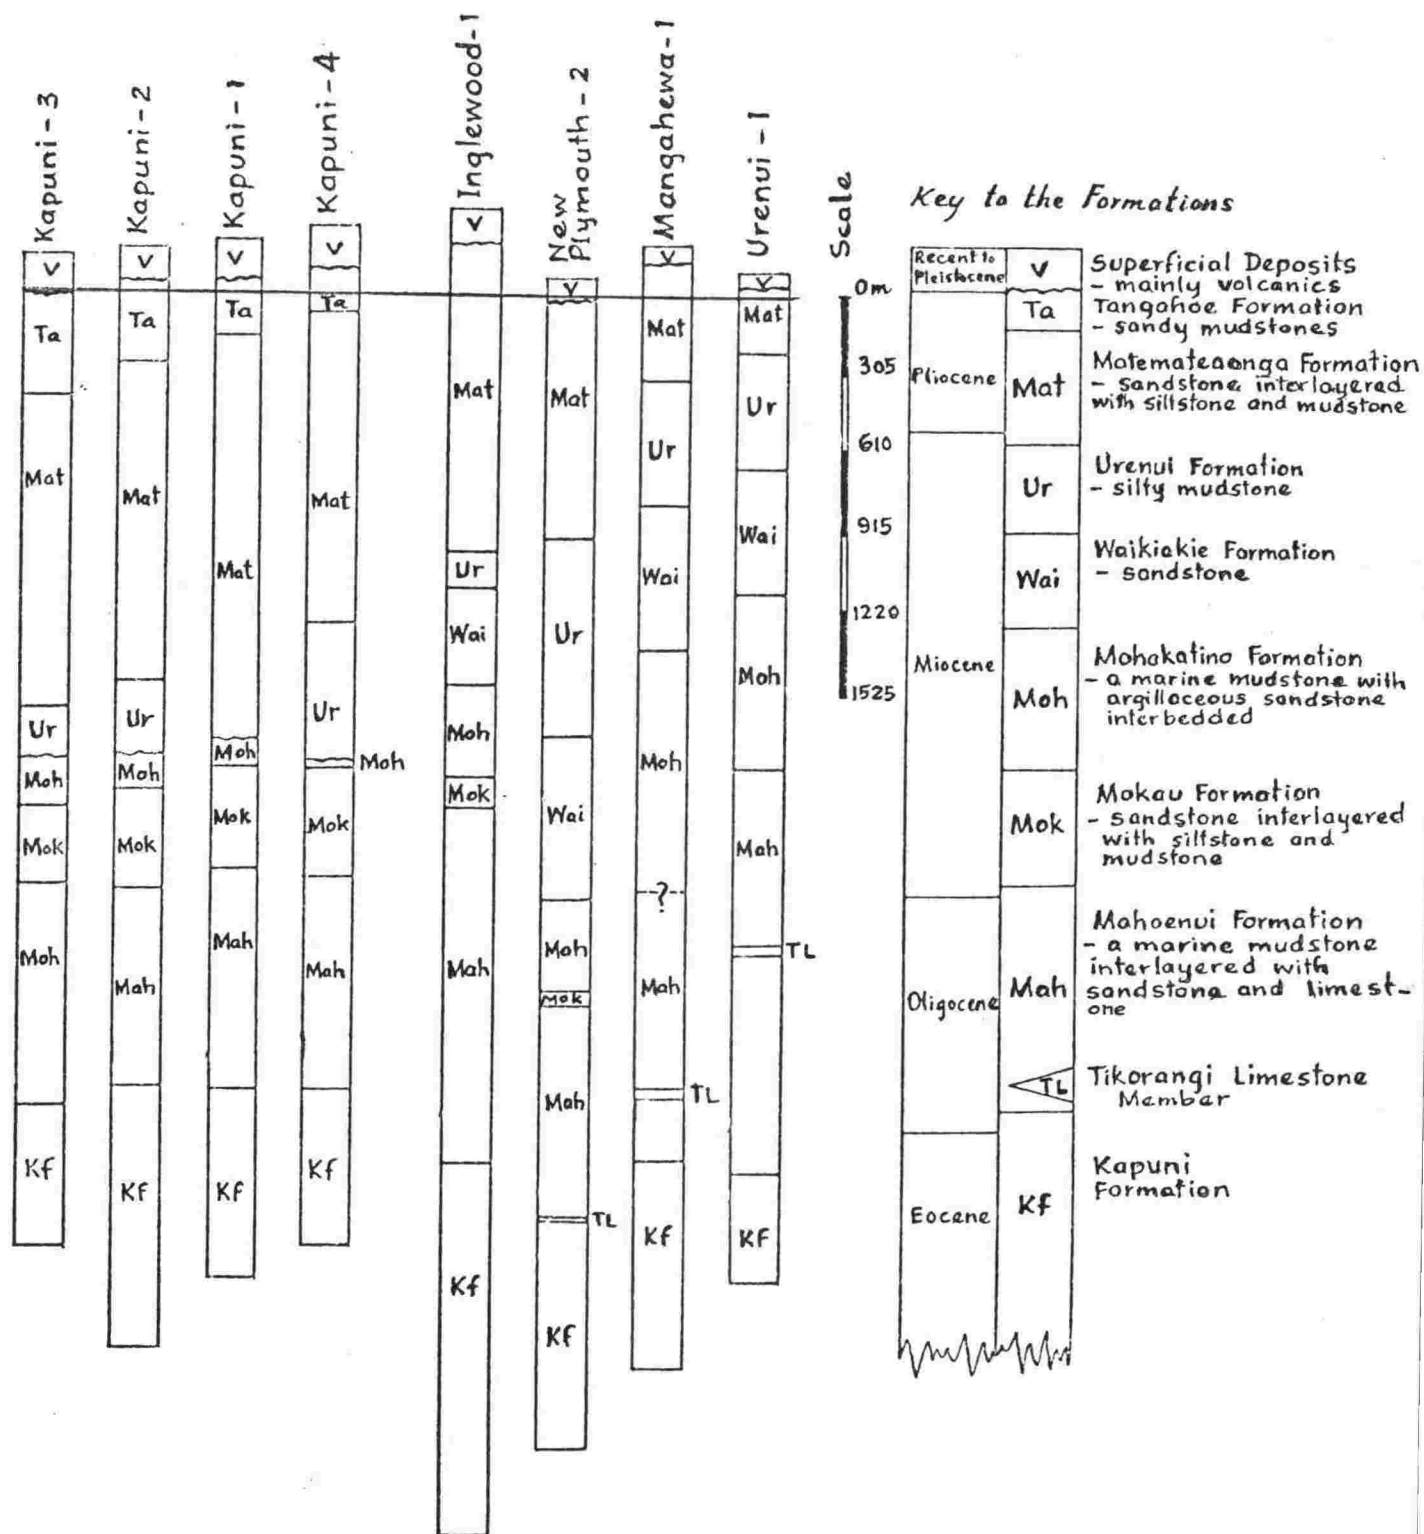 Kapuni - 3
Kapuni - 2
Kapuni - 1
Kapuni - 4
Inglewood - 1
New
Plymouth - 2
Mangahewa - 1
Urenui - 1
Scale
Key to the Formations
V
Ta
Mat
Ur
Moh
Mok
Moh
Kf
V
Ta
Mat
Ur
Moh
Mok
Mah
Kf
V
Ta
Mat
Moh
Mok
Mah
Kf
V
Ta
Mat
Ur
Moh
Mok
Mah
Kf
V
Mat
Ur
Wai
Moh
Mok
Mah
Kf
V
Mat
Ur
Wai
Moh
Mok
Mah
TL
Kf
V
Mat
Ur
Wai
Moh
?
Mah
TL
Kf
V
Mat
Ur
Wai
Moh
Mah
TL
KF
0m
305
610
915
1220
1525
Recent to
Pleistocene
Pliocene
Miocene
Oligocene
Eocene
V
Ta
Mat
Ur
Wai
Moh
Mok
Mah
TL
Kf
Superficial Deposits
- mainly volcanics
Tangahoe Formation
- sandy mudstones
Matemateaonga Formation
- sandstone interlayered
with siltstone and mudstone
Urenui Formation
- silty mudstone
Waikiekie Formation
- sandstone
Mohakatino Formation
- a marine mudstone with
argillaceous sandstone
interbedded
Mokau Formation
- sandstone interlayered
with siltstone and
mudstone
Mahoenui Formation
- a marine mudstone
interlayered with
sandstone and limest-
one
Tikorangi Limestone
Member
Kapuni
Formation